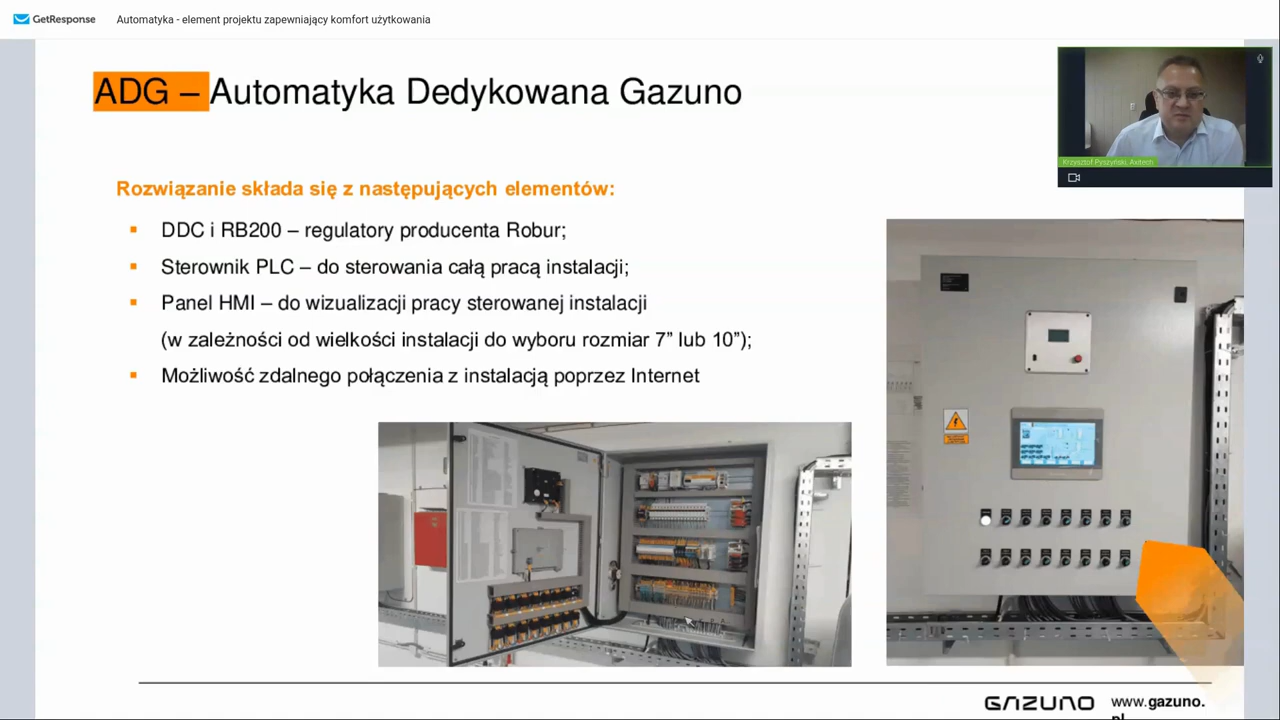 GetResponse
Automatyka - element projektu zapewniający komfort użytkowania
ADG – Automatyka Dedykowana Gazuno
Krzysztof Pyszyński, Axitech
Rozwiązanie składa się z następujących elementów:
DDC i RB200 – regulatory producenta Robur;
Sterownik PLC – do sterowania całą pracą instalacji;
Panel HMI – do wizualizacji pracy sterowanej instalacji
(w zależności od wielkości instalacji do wyboru rozmiar 7” lub 10”);
Możliwość zdalnego połączenia z instalacją poprzez Internet
GAZUNO
www.gazuno.
pl